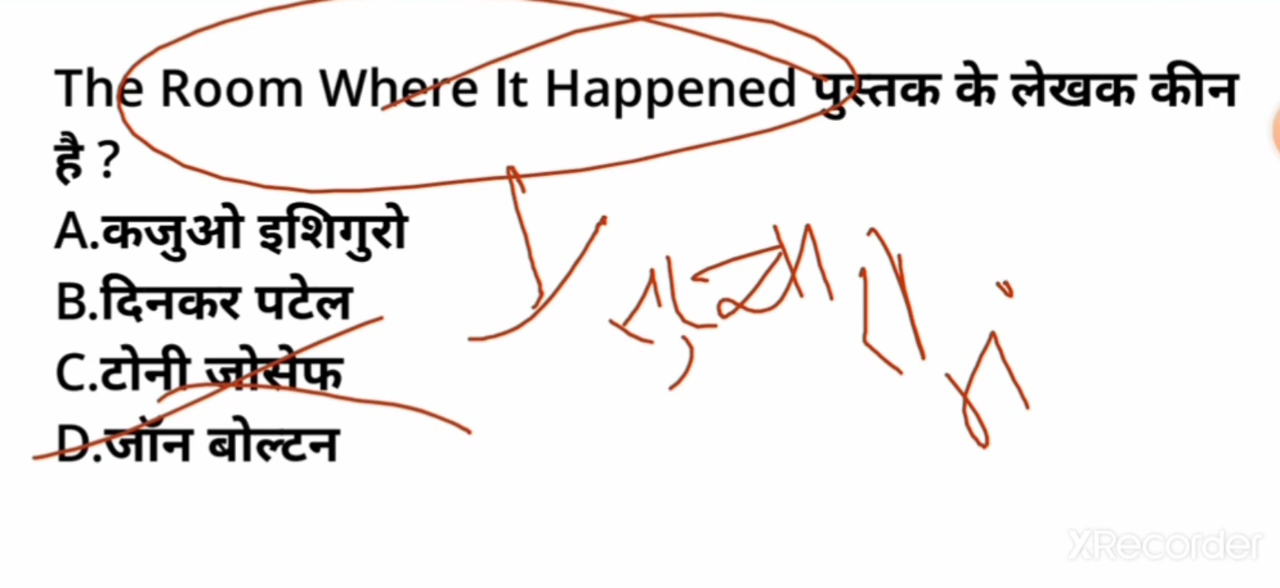 The Room Where It Happened पुस्तक के लेखक कीन
है ?
A.कजुओ इशिगुरो
B.दिनकर पटेल
C.टोनी जोसेफ
D.जॉन बोल्टन
XRecorder